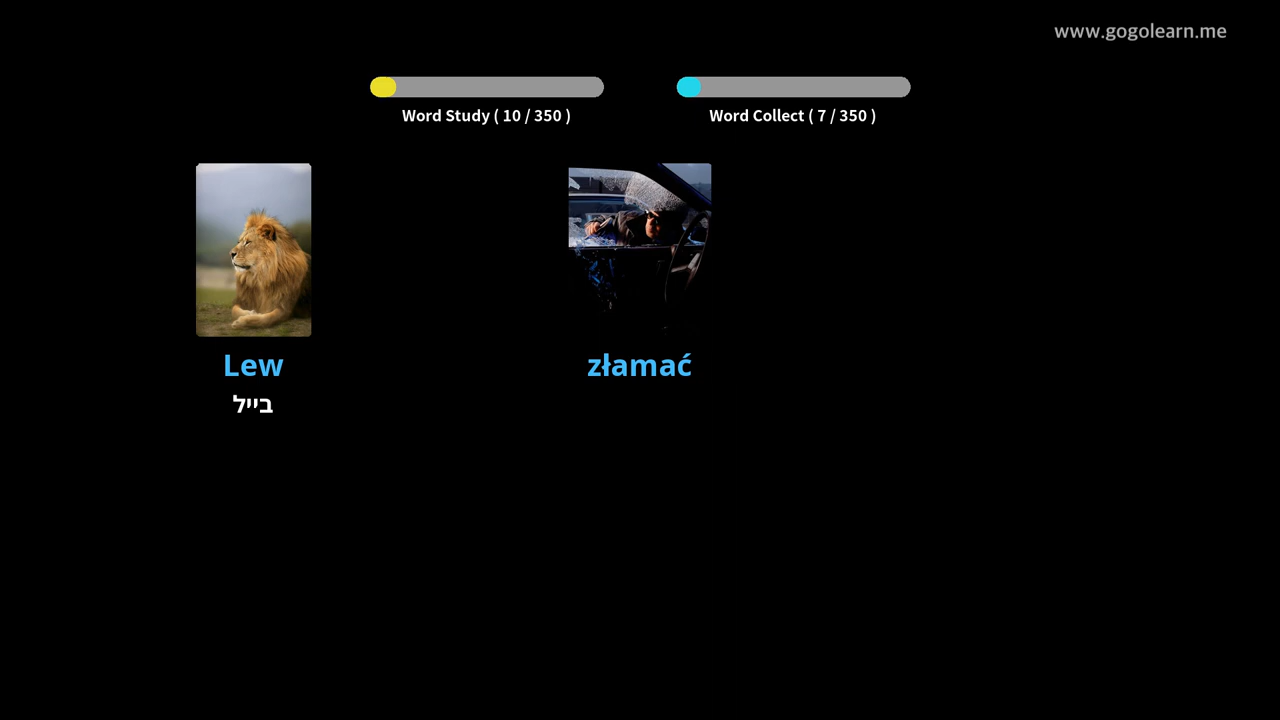 www.gogolearn.me
Word Study ( 10 / 350 )
Word Collect ( 7 / 350 )
Lew
בייל
złamać